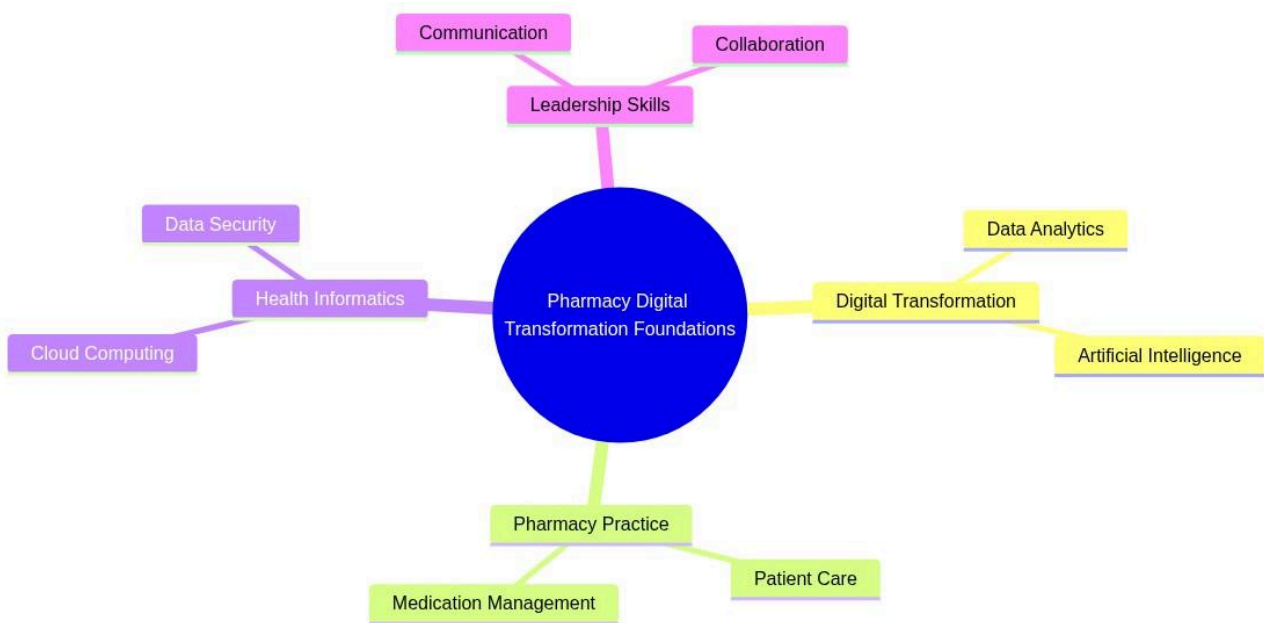 Communication
Collaboration
Leadership Skills
Data Security
Data Analytics
Health Informatics
Pharmacy Digital
Transformation Foundations
Digital Transformation
Cloud Computing
Artificial Intelligence
Pharmacy Practice
Patient Care
Medication Management